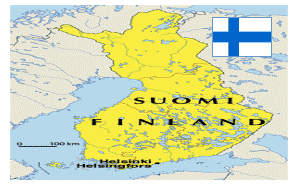 SUOMI
FINLAND
0 100 km
Helsinki
Helsingfors